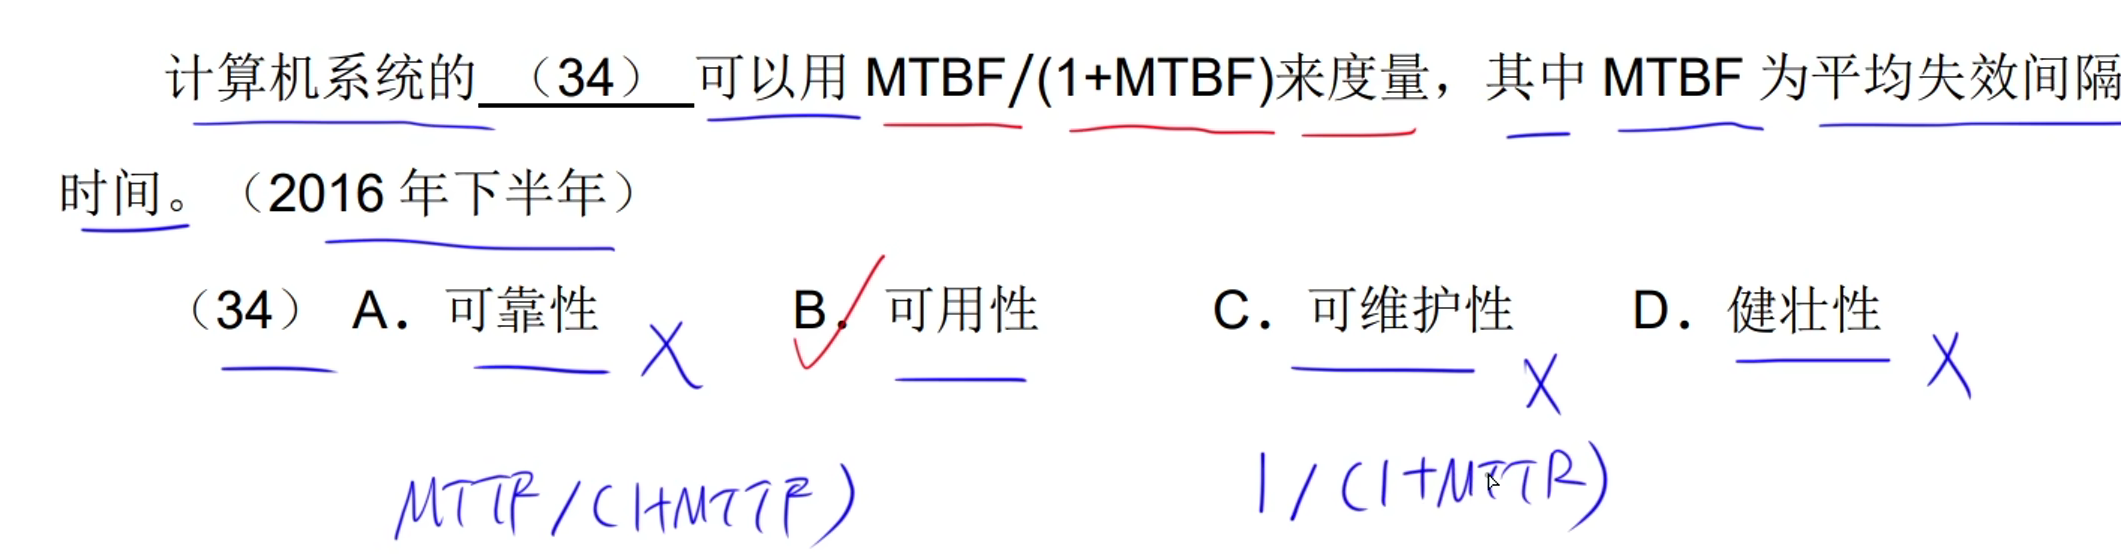 计算机系统的 （34） 可以用 MTBF/(1+MTBF)来度量，其中 MTBF 为平均失效间隔
时间。（2016 年下半年）
（34） A. 可靠性 B. 可用性 C. 可维护性 D. 健壮性
MTTF/(1+MTTF) 1/(1+MTTR)